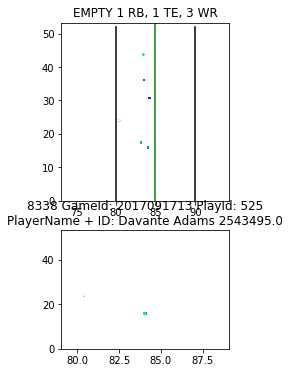 EMPTY 1 RB, 1 TE, 3 WR
50
40
30
20
10
0
75 80 85 90
8338 GameId: 2017091713 PlayId: 525
PlayerName + ID: Davante Adams 2543495.0
40
20
0
80.0 82.5 85.0 87.5